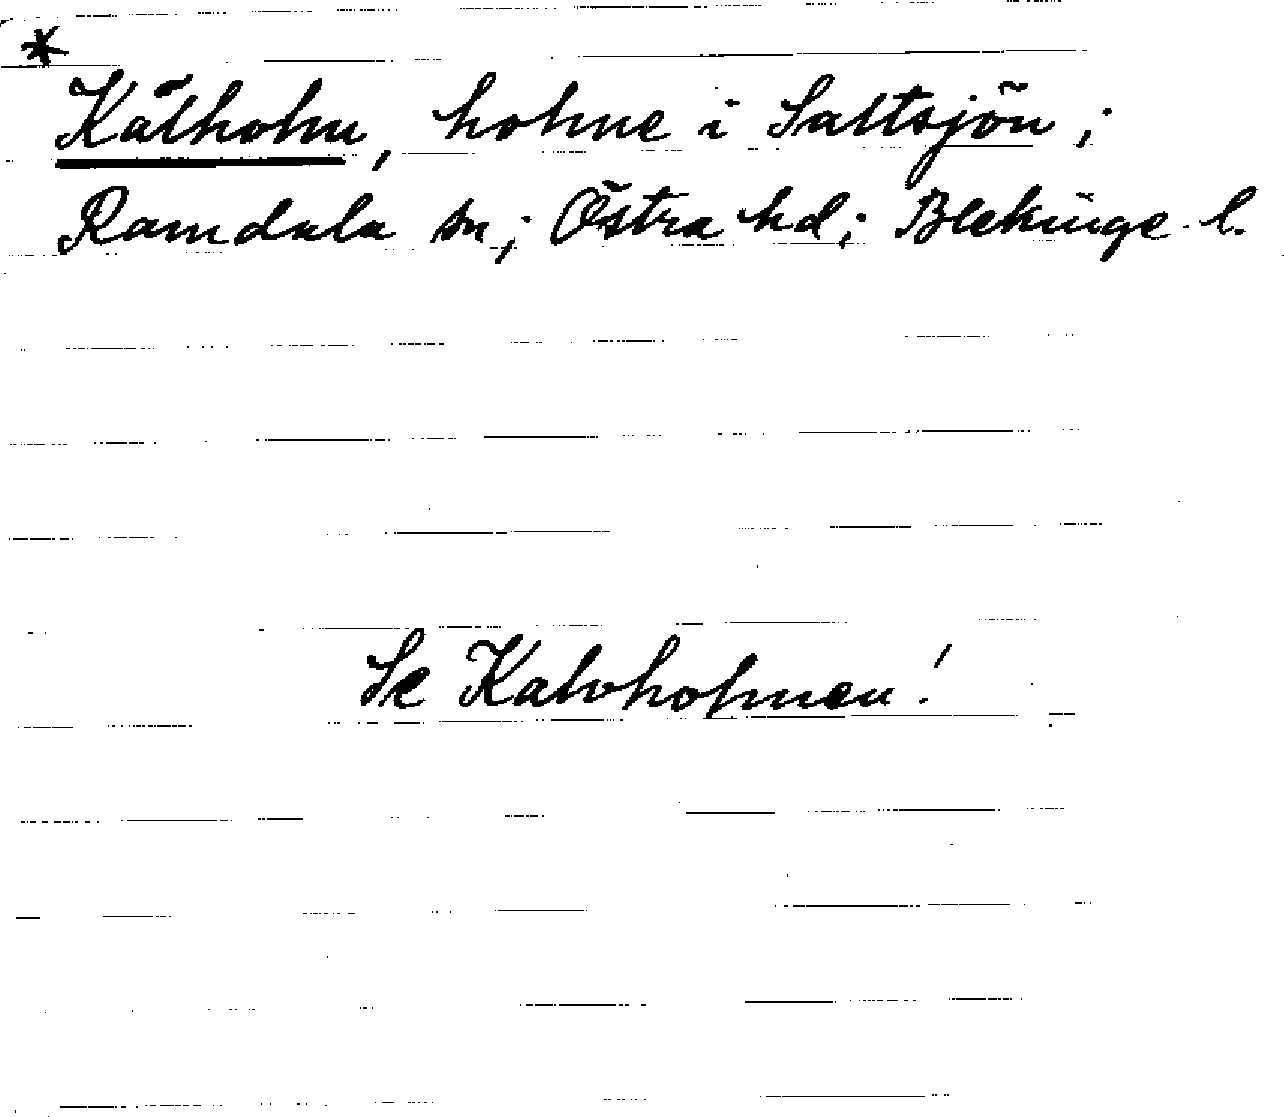 *
Kålholm, holme i Saltsjön;
Ramdala sn; Östra hd; Blekinge l.
Se Kalvholmen!